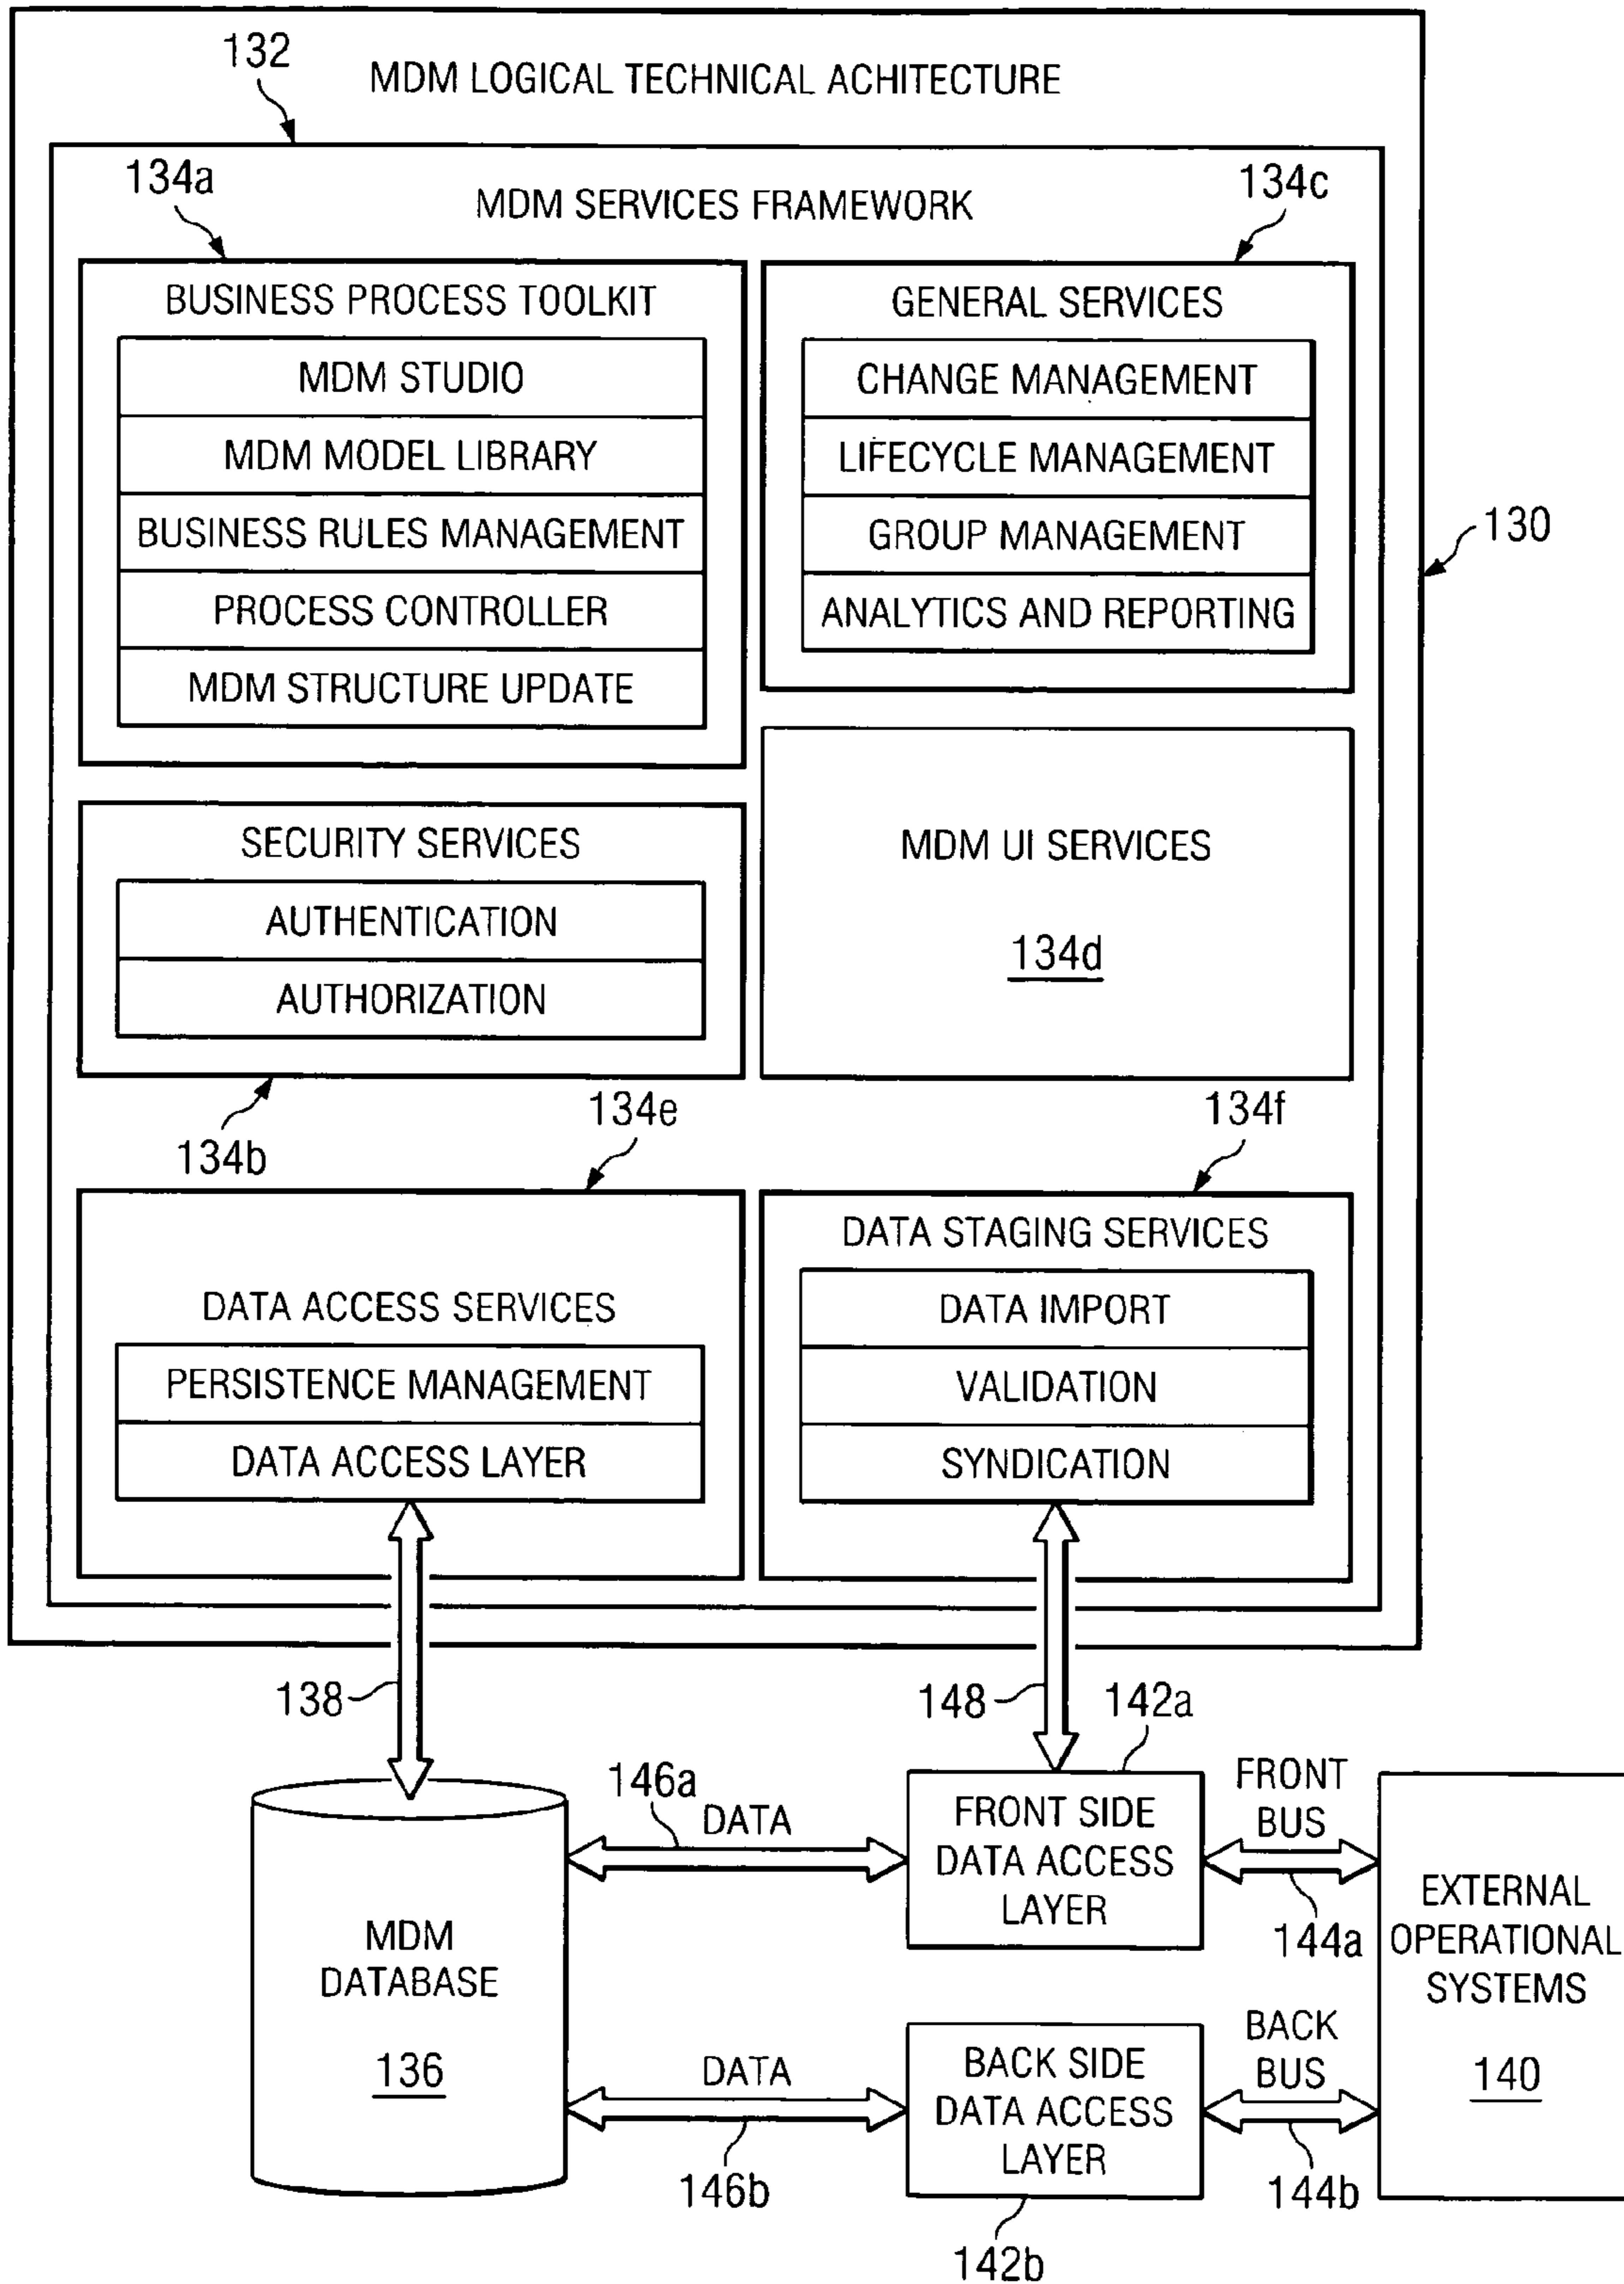 132
MDM LOGICAL TECHNICAL ACHITECTURE
134a
MDM SERVICES FRAMEWORK
134c
BUSINESS PROCESS TOOLKIT
MDM STUDIO
MDM MODEL LIBRARY
BUSINESS RULES MANAGEMENT
PROCESS CONTROLLER
MDM STRUCTURE UPDATE
GENERAL SERVICES
CHANGE MANAGEMENT
LIFECYCLE MANAGEMENT
GROUP MANAGEMENT
ANALYTICS AND REPORTING
130
SECURITY SERVICES
AUTHENTICATION
AUTHORIZATION
134b
MDM UI SERVICES
134d
134e
134f
DATA ACCESS SERVICES
PERSISTENCE MANAGEMENT
DATA ACCESS LAYER
DATA STAGING SERVICES
DATA IMPORT
VALIDATION
SYNDICATION
138
148
142a
146a
DATA
FRONT SIDE
DATA ACCESS
LAYER
FRONT
BUS
144a
MDM
DATABASE
136
EXTERNAL
OPERATIONAL
SYSTEMS
140
DATA
146b
BACK SIDE
DATA ACCESS
LAYER
142b
BACK
BUS
144b